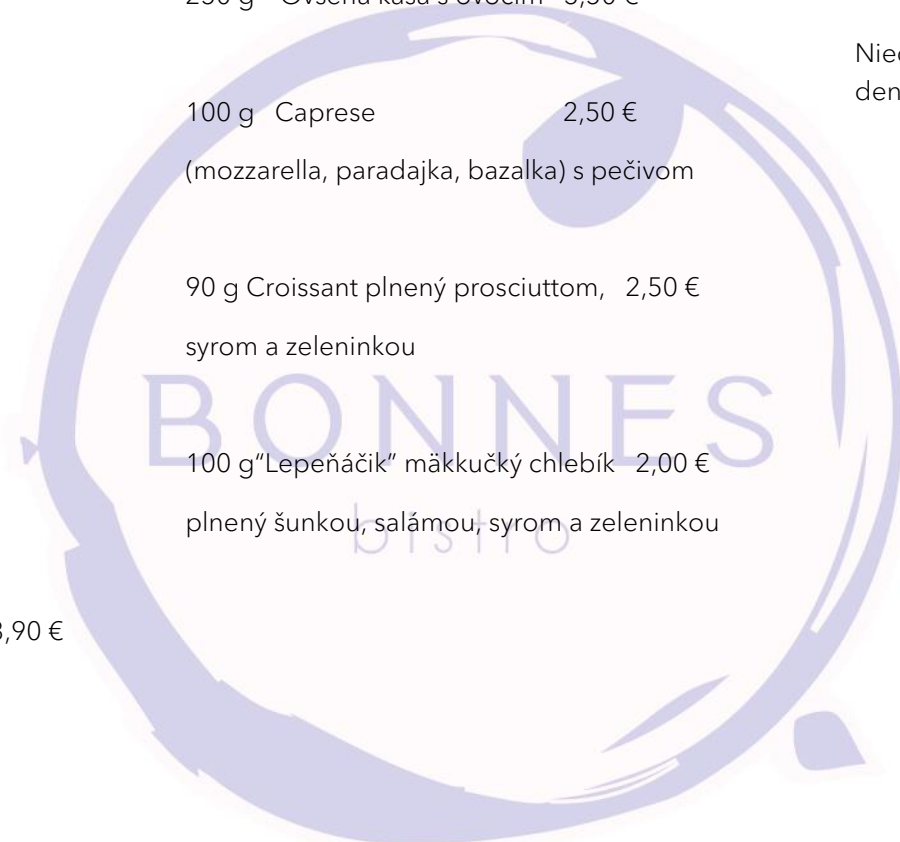 100 g Caprese 2,50 €
(mozzarella, paradajka, bazalka) s pečivom
90 g Croissant plnený prosciuttom, 2,50 €
syrom a zeleninkou
BONNES
100 g“Lepeňáčik” mäkkučký chlebík 2,00 €
plnený šunkou, salámou, syrom a zeleninkou
bistro
,90 €